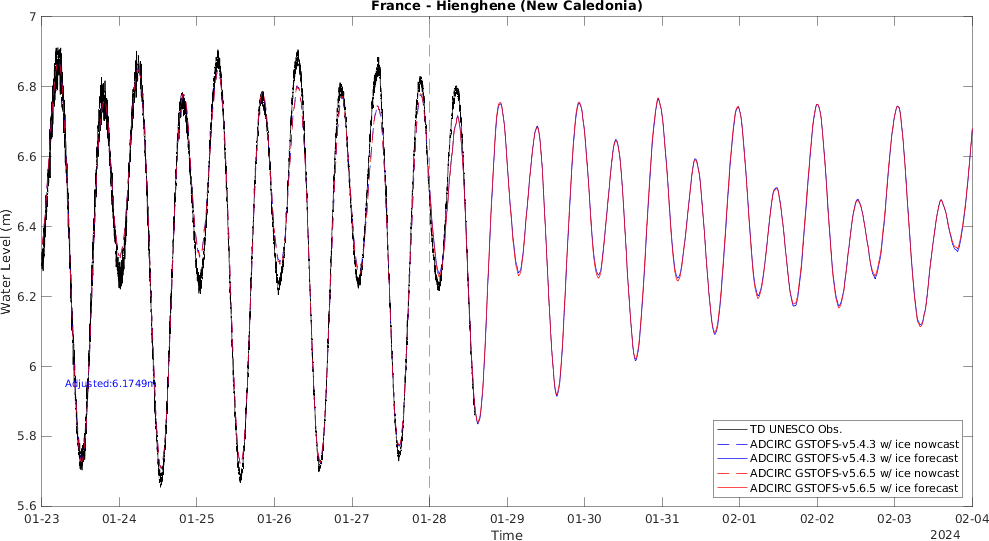 France - Hienghene (New Caledonia)
7
6.8
6.6
6.4
6.2
6
5.8
5.6
Water Level (m)
Adjusted:6.1749m
TD UNESCO Obs.
ADCIRC GSTOFS-v5.4.3 w/ ice nowcast
ADCIRC GSTOFS-v5.4.3 w/ ice forecast
ADCIRC GSTOFS-v5.6.5 w/ ice nowcast
ADCIRC GSTOFS-v5.6.5 w/ ice forecast
01-23 01-24 01-25 01-26 01-27 01-28 01-29 01-30 01-31 02-01 02-02 02-03 02-04
Time
2024